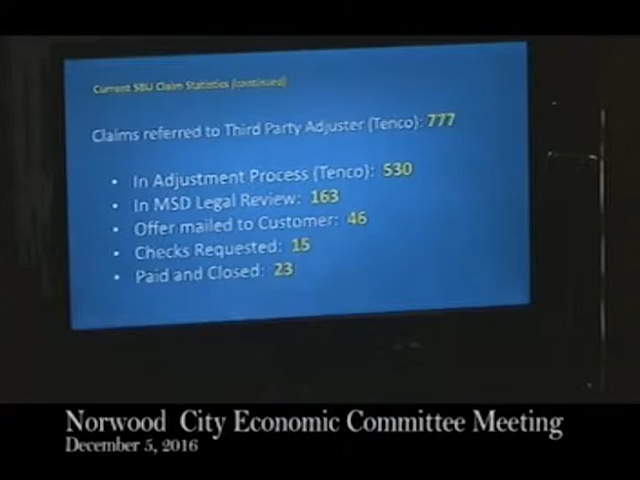 Current SBU Claim Statistics (continued)
Claims referred to Third Party Adjuster (Tenco): 777
• In Adjustment Process (Tenco): 530
• In MSD Legal Review: 163
• Offer mailed to Customer: 46
• Checks Requested: 15
• Paid and Closed: 23
Norwood City Economic Committee Meeting
December 5, 2016